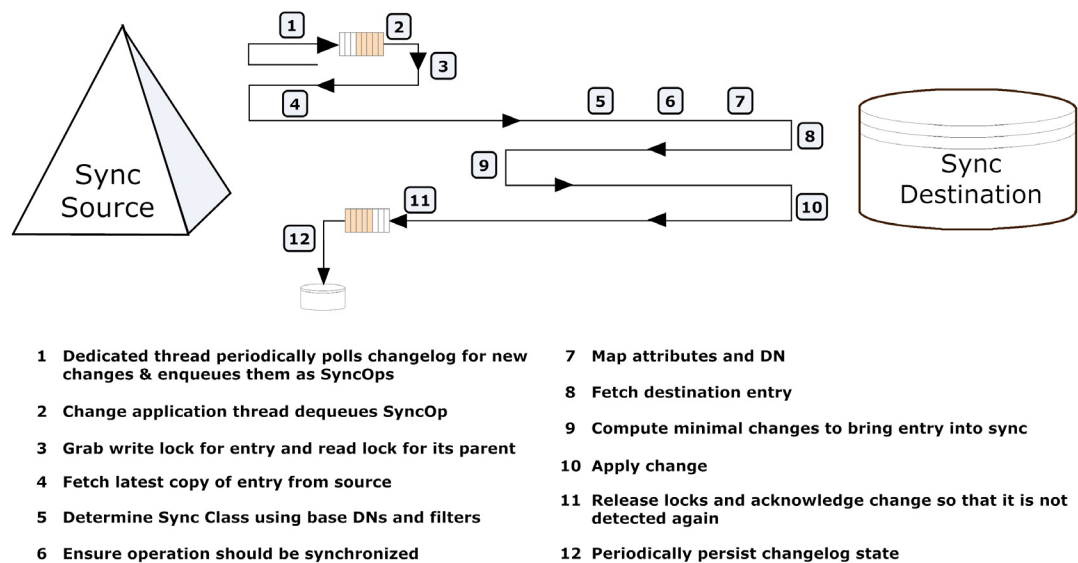 1
2
3
4
5
6
7
8
9
10
11
12
Sync
Source
Sync
Destination
1 Dedicated thread periodically polls changelog for new
changes & enqueues them as SyncOps
2 Change application thread dequeues SyncOp
3 Grab write lock for entry and read lock for its parent
4 Fetch latest copy of entry from source
5 Determine Sync Class using base DNs and filters
6 Ensure operation should be synchronized
7 Map attributes and DN
8 Fetch destination entry
9 Compute minimal changes to bring entry into sync
10 Apply change
11 Release locks and acknowledge change so that it is not
detected again
12 Periodically persist changelog state